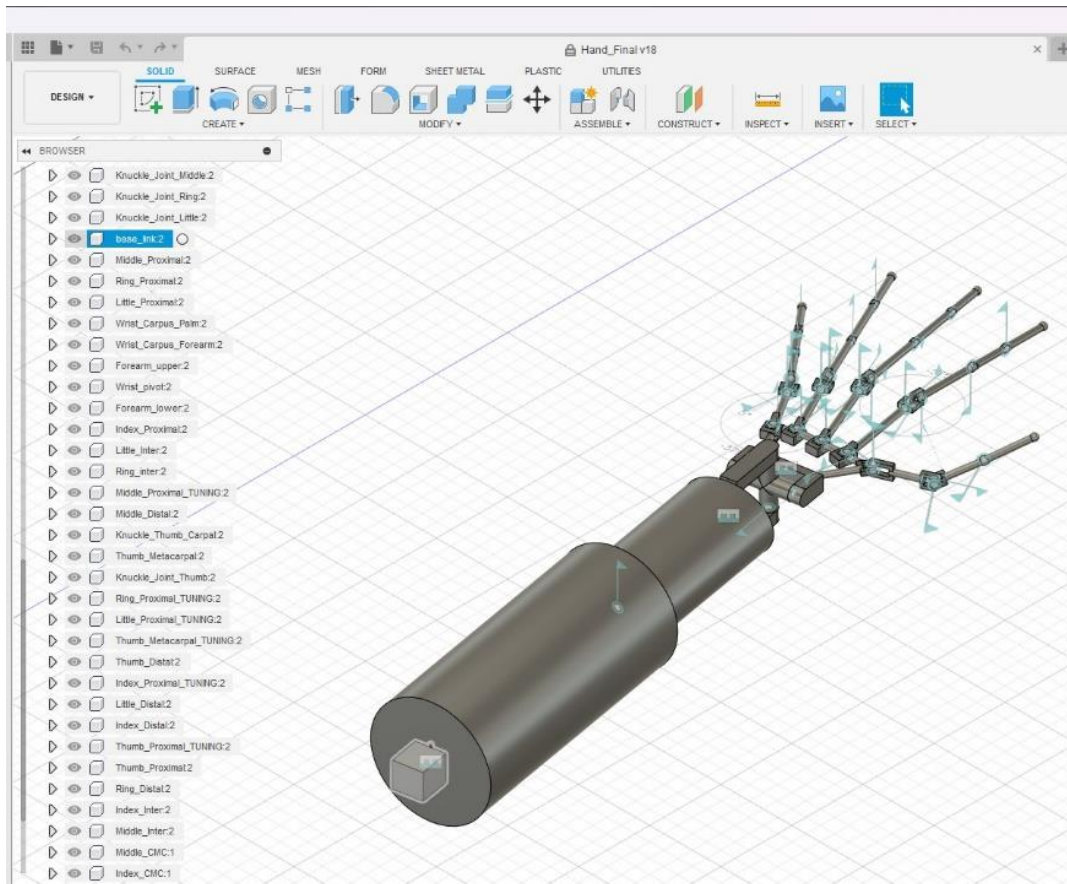 Hand_Final v18
SOLID SURFACE MESH FORM SHEET METAL PLASTIC UTILITIES
DESIGN
CREATE MODIFY ASSEMBLE CONSTRUCT INSPECT INSERT SELECT
BROWSER
Knuckle_Joint_Middle:2
Knuckle_Joint_Ring:2
Knuckle_Joint_Little:2
base_link:2
Middle_Proximal:2
Ring_Proximal:2
Little_Proximal:2
Wrist_Carpus_Palm:2
Wrist_Carpus_Forearm:2
Forearm_upper:2
Wrist_pivot:2
Forearm_lower:2
Index_Proximal:2
Little_Inter:2
Ring_inter:2
Middle_Proximal_TUNING:2
Middle_Distal:2
Knuckle_Thumb_Carpal:2
Thumb_Metacarpal:2
Knuckle_Joint_Thumb:2
Ring_Proximal_TUNING:2
Little_Proximal_TUNING:2
Thumb_Metacarpal_TUNING:2
Thumb_Distal:2
Index_Proximal_TUNING:2
Little_Distal:2
Index_Distal:2
Thumb_Proximal_TUNING:2
Thumb_Proximal:2
Ring_Distal:2
Index_Inter:2
Middle_Inter:2
Middle_CMC:1
Index_CMC:1